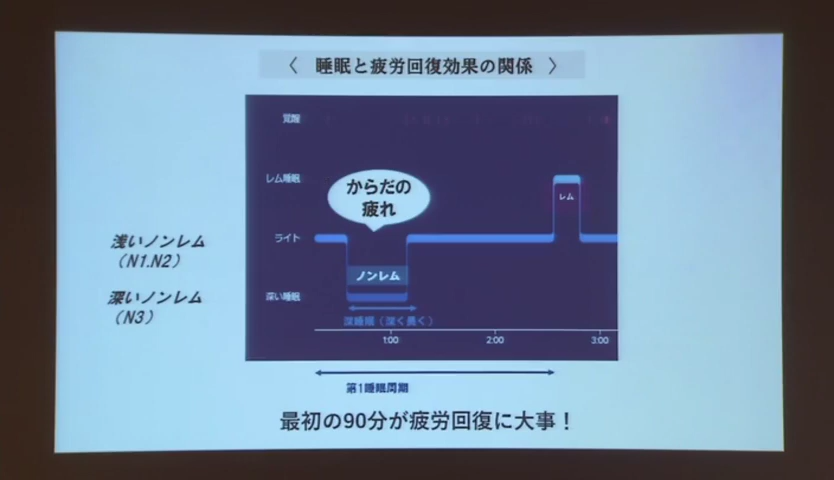 〈 睡眠と疲労回復効果の関係 〉
覚醒
レム睡眠
からだの
疲れ
レム
ライト
浅いノンレム
（N1.N2）
ノンレム
深い睡眠
深いノンレム
（N3）
深睡眠（深く長く）
1:00
2:00
3:00
第1睡眠周期
最初の90分が疲労回復に大事！